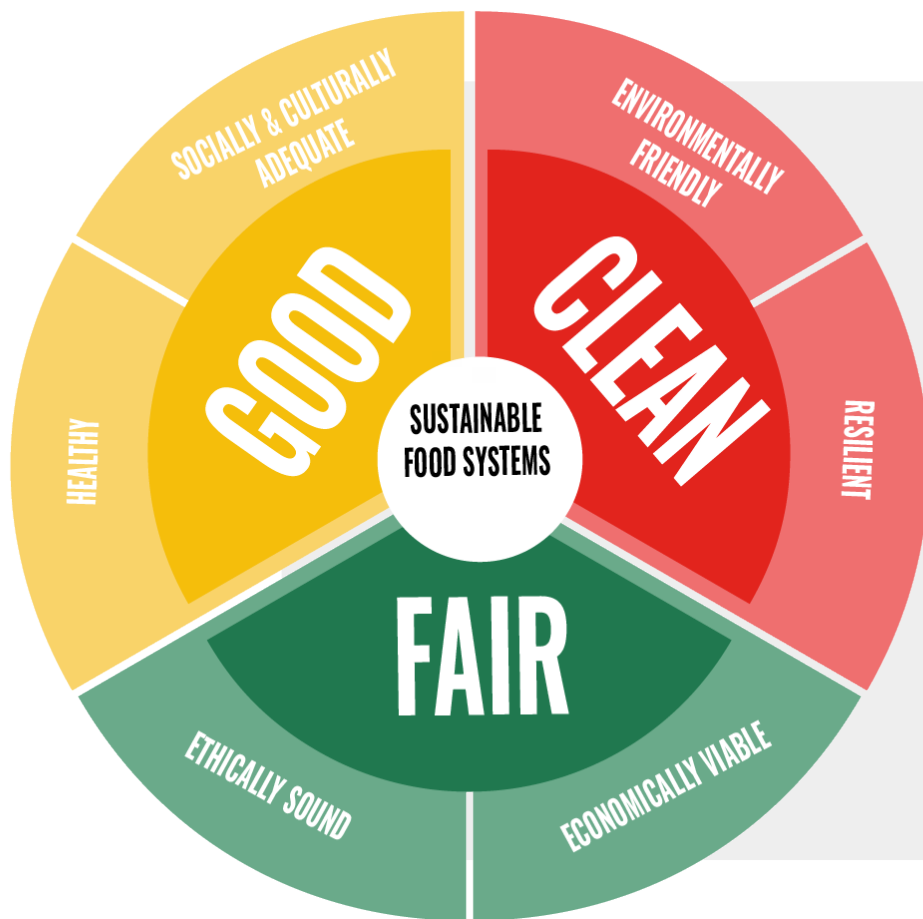 SOCIALLY & CULTURALLY
ADEQUATE
ENVIRONMENTALLY
FRIENDLY
GOOD
CLEAN
HEALTHY
RESILIENT
SUSTAINABLE
FOOD SYSTEMS
FAIR
ETHICALLY SOUND
ECONOMICALLY VIABLE